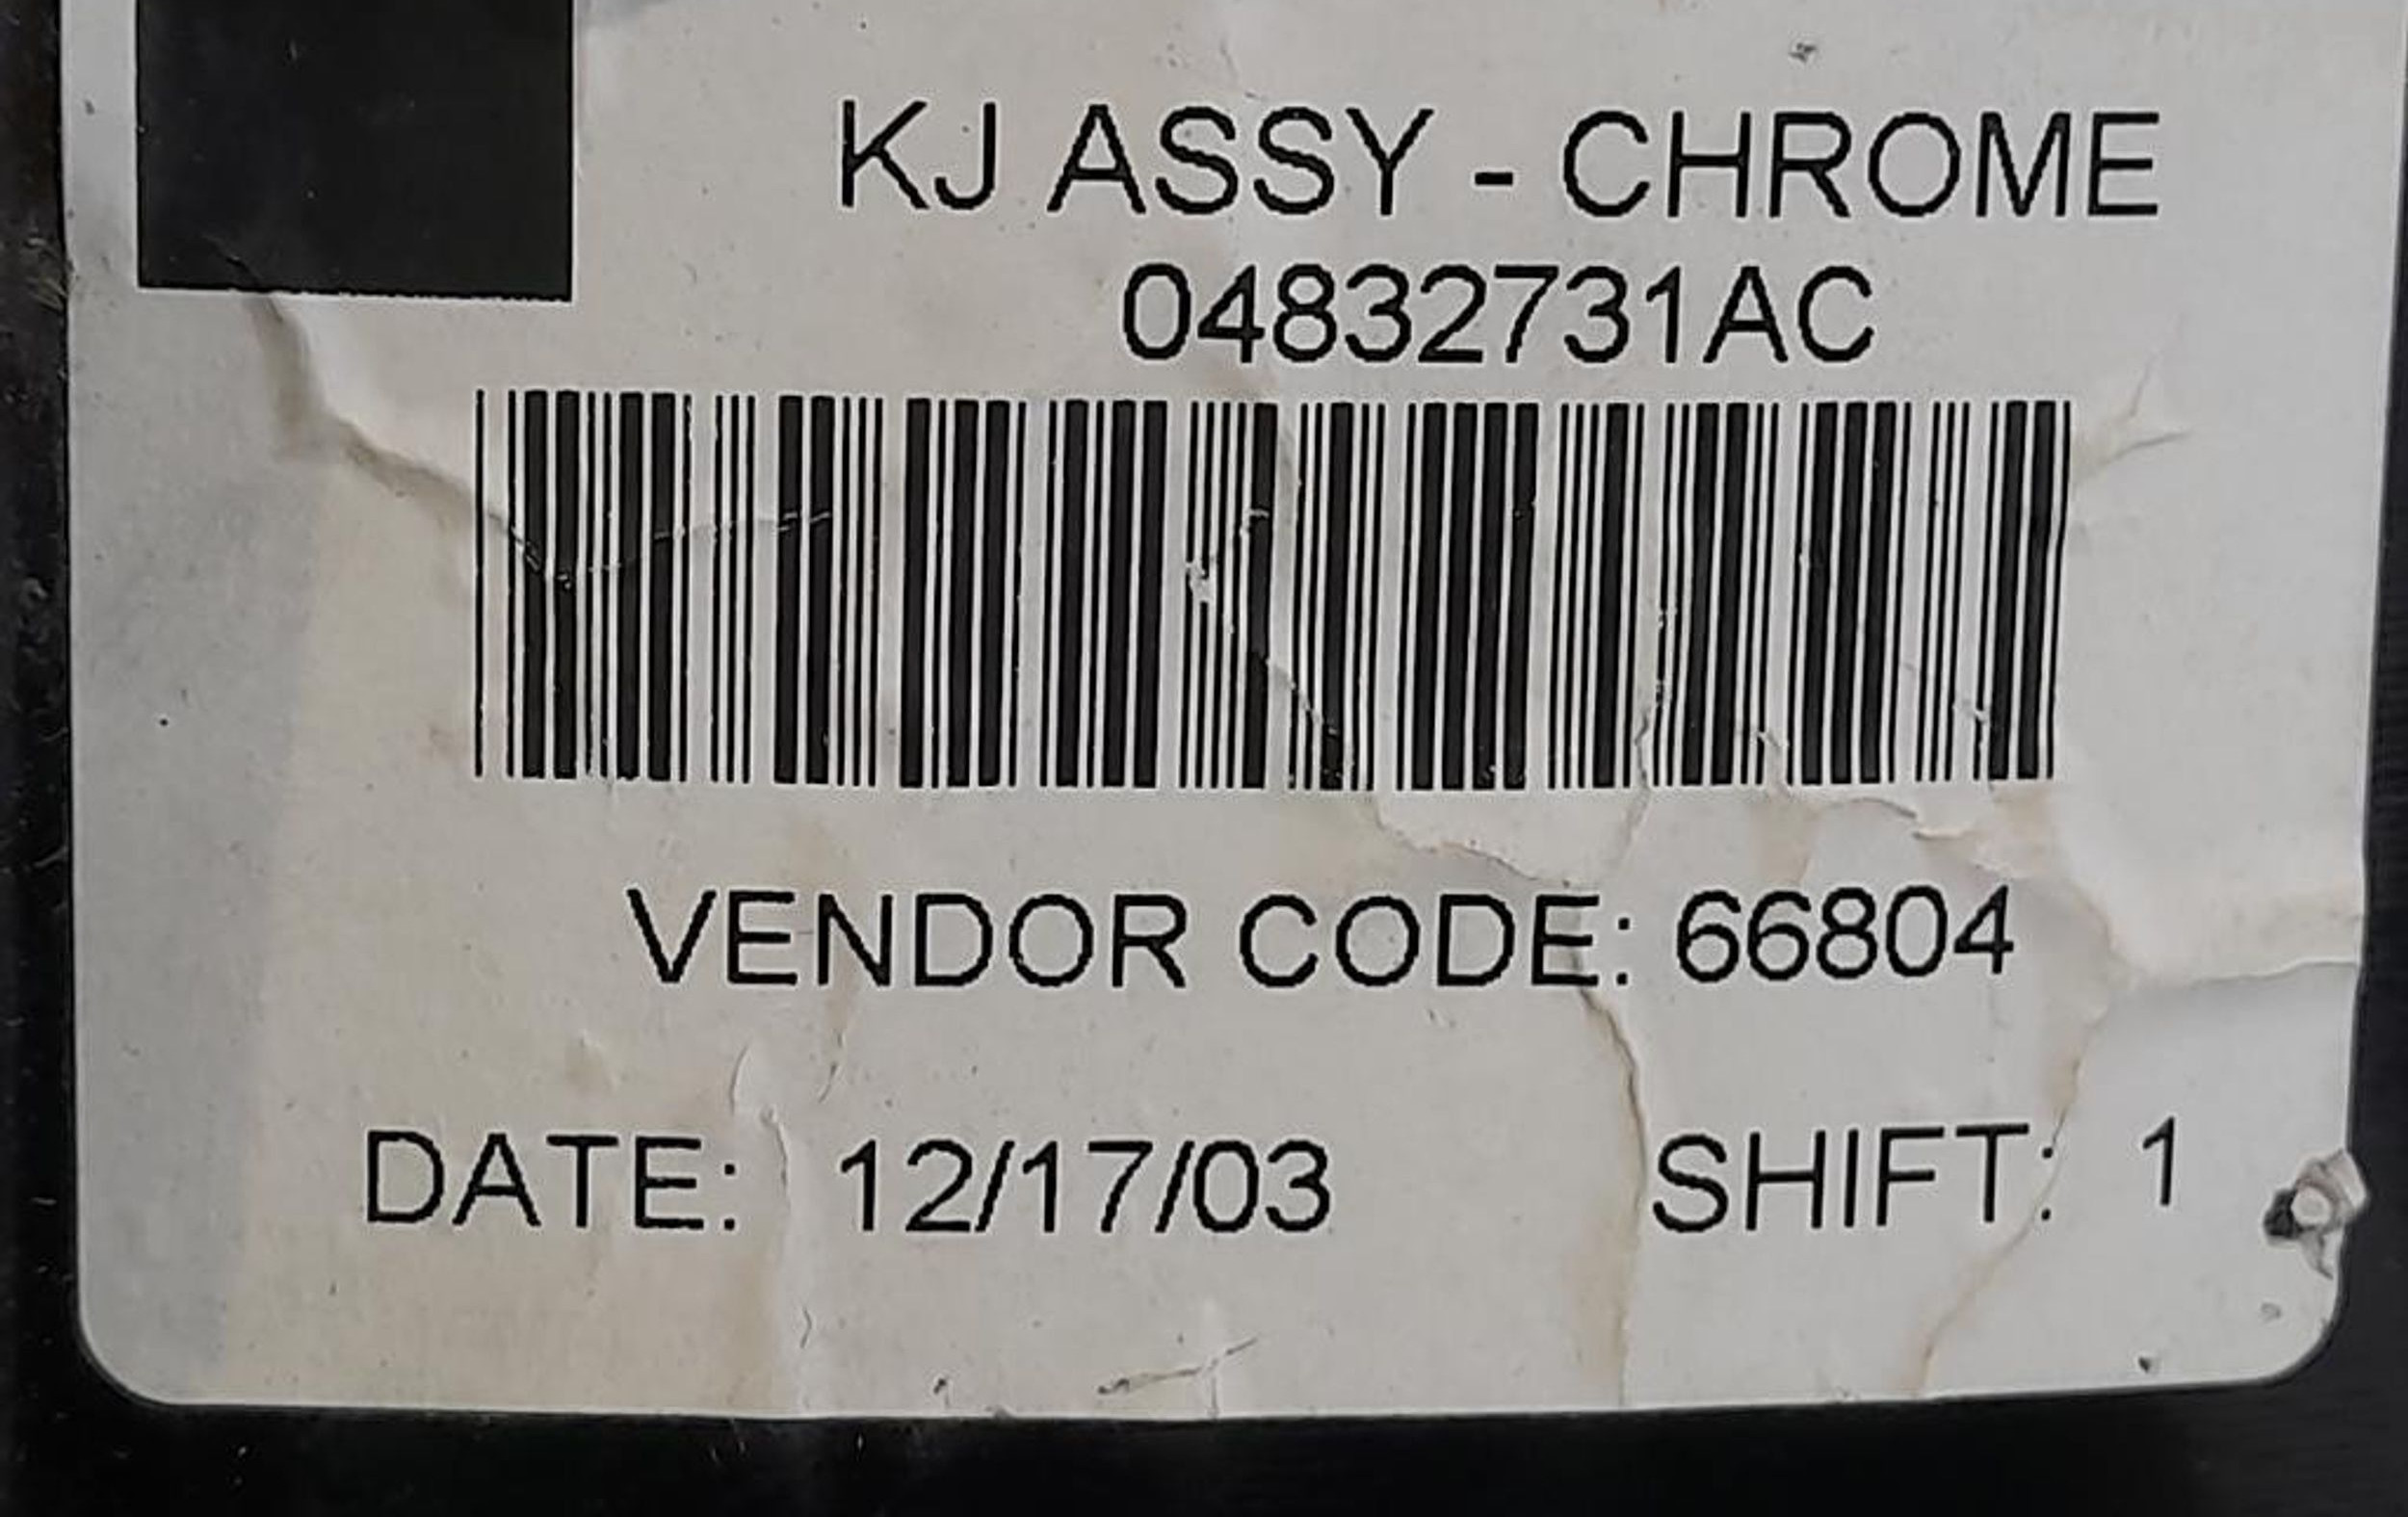 KJ ASSY - CHROME
04832731AC
VENDOR CODE: 66804
DATE: 12/17/03 SHIFT: 1